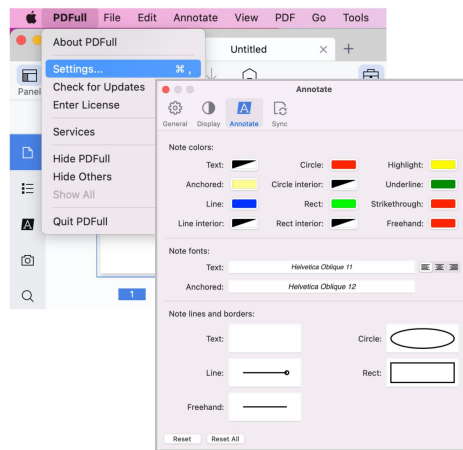 PDFull File Edit Annotate View PDF Go Tools
About PDFull
Untitled × +
Settings... ⌘ ,
Panel
Check for Updates
Enter License
Services
Hide PDFull
Hide Others
Show All
Quit PDFull
1
Annotate
General Display Annotate Sync
Note colors:
Text: Circle: Highlight:
Anchored: Circle interior: Underline:
Line: Rect: Strikethrough:
Line interior: Rect interior: Freehand:
Note fonts:
Text: Helvetica Oblique 11
Anchored: Helvetica Oblique 12
Note lines and borders:
Text: Circle:
Line: Rect:
Freehand:
Reset Reset All